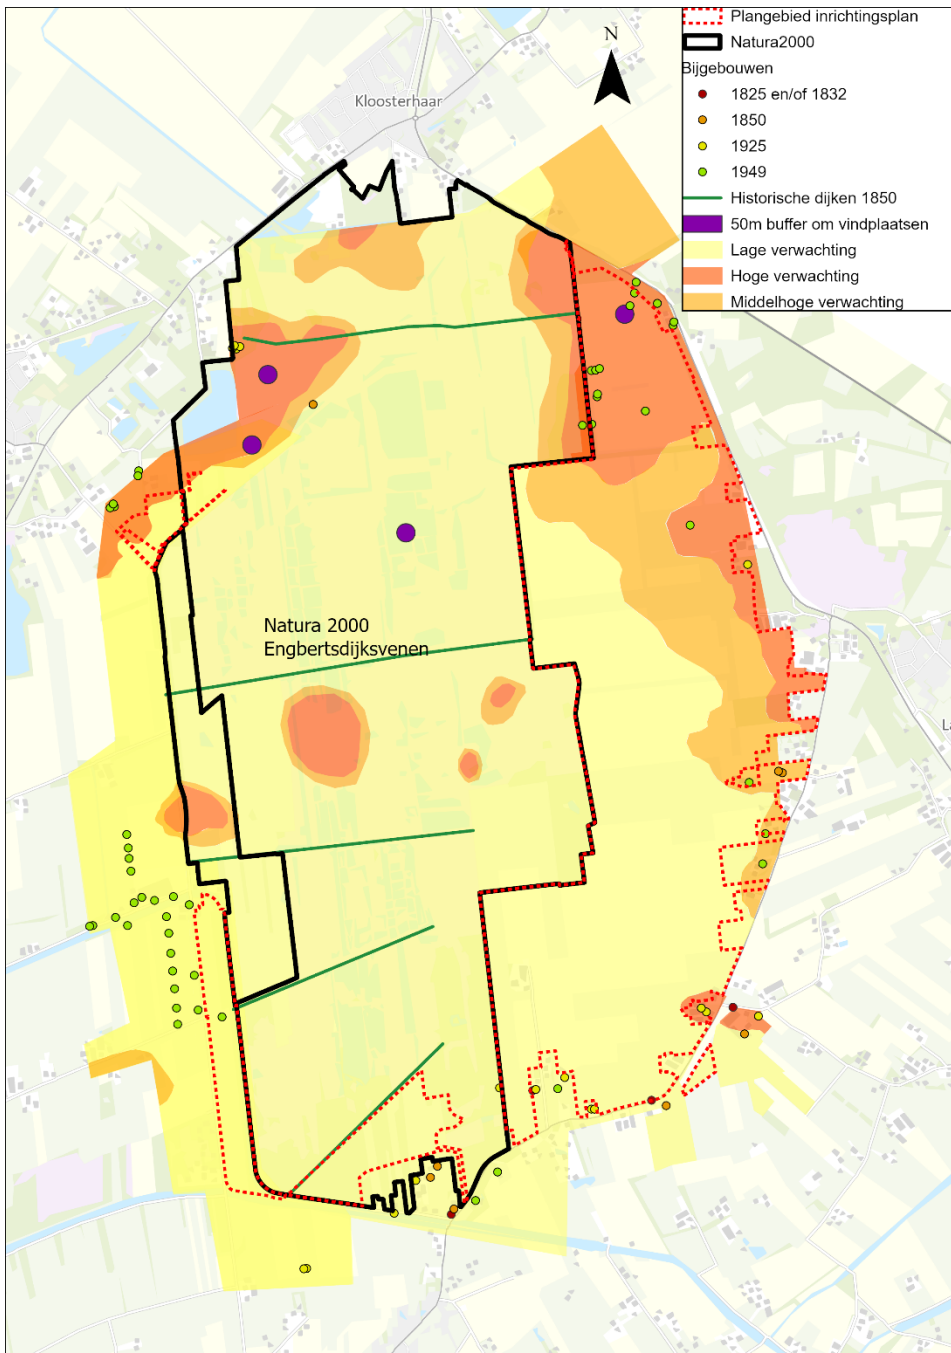 Plangebied inrichtingsplan
N
Natura2000
Bijgebouwen
Kloosterhaar
1825 en/of 1832
1850
1925
1949
Historische dijken 1850
50m buffer om vindplaatsen
Lage verwachting
Hoge verwachting
Middelhoge verwachting
Natura 2000
Engbertsdijksvenen
La